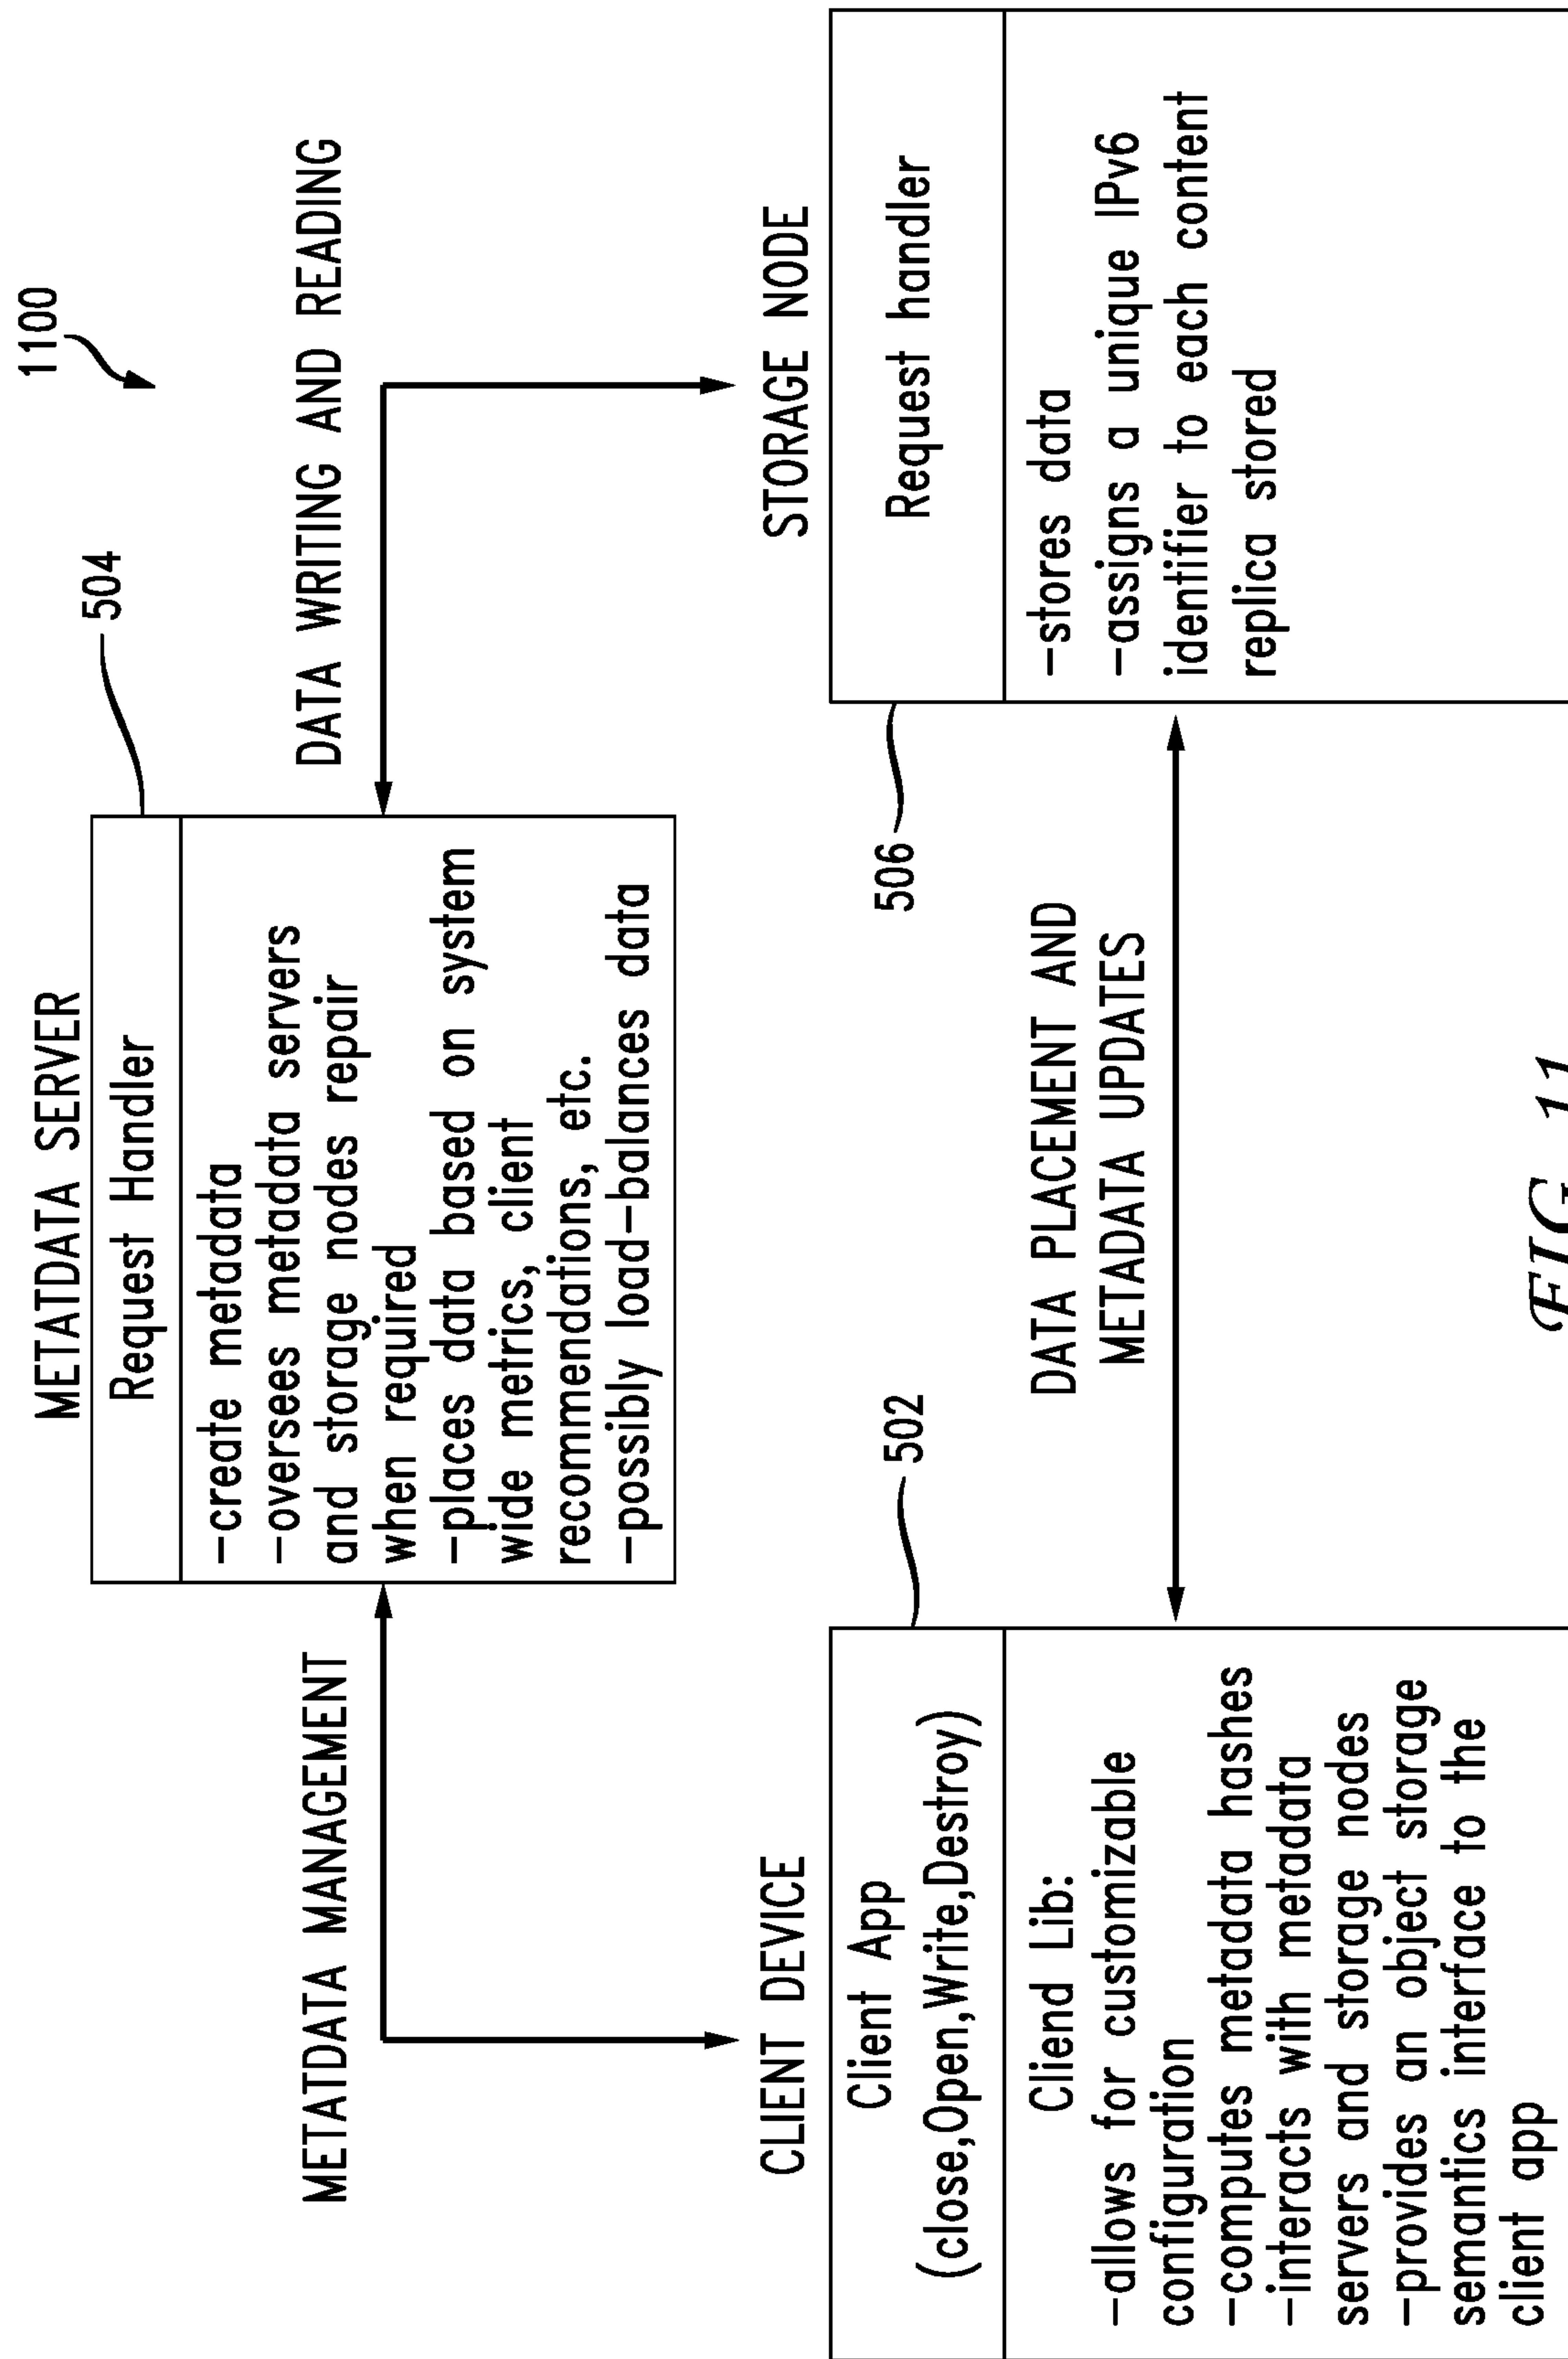 1100
METATDATA SERVER
504
Request Handler
-create metadata
-oversees metadata servers
and storage nodes repair
when required
-places data based on system
wide metrics, client
recommendations, etc.
-possibly load-balances data
METATDATA MANAGEMENT
DATA WRITING AND READING
CLIENT DEVICE
502
Client App
(close,Open,Write,Destroy)
Cliend Lib:
-allows for customizable
configuration
-computes metadata hashes
-interacts with metadata
servers and storage nodes
-provides an object storage
semantics interface to the
client app
DATA PLACEMENT AND
METADATA UPDATES
STORAGE NODE
506
Request handler
-stores data
-assigns a unique IPv6
identifier to each content
replica stored
FIG. 11